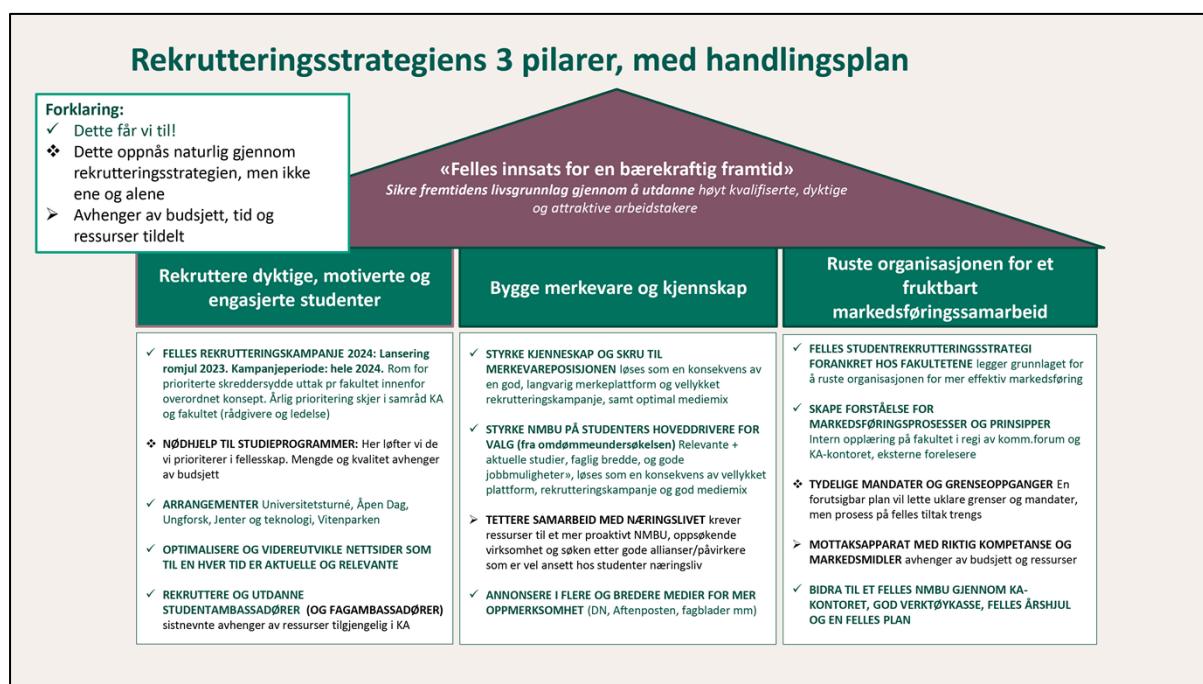 Rekrutteringsstrategiens 3 pilarer, med handlingsplan
Forklaring:
✓ Dette får vi til!
❖ Dette oppnås naturlig gjennom
rekrutteringsstrategien, men ikke
ene og alene
➢ Avhenger av budsjett, tid og
ressurser tildelt
«Felles innsats for en bærekraftig framtid»
Sikre fremtidens livsgrunnlag gjennom å utdanne høyt kvalifiserte, dyktige
og attraktive arbeidstakere
Rekruttere dyktige, motiverte og
engasjerte studenter
✓ FELLES REKRUTTERINGSKAMPANJE 2024: Lansering
romjul 2023. Kampanjeperiode: hele 2024. Rom for
prioriterte skreddersydde uttak pr fakultet innenfor
overordnet konsept. Årlig prioritering skjer i samråd KA
og fakultet (rådgivere og ledelse)
❖ NØDHJELP TIL STUDIEPROGRAMMER: Her løfter vi de
vi prioriterer i fellesskap. Mengde og kvalitet avhenger
av budsjett
✓ ARRANGEMENTER Universitetsturné, Åpen Dag,
Ungforsk, Jenter og teknologi, Vitenparken
✓ OPTIMALISERE OG VIDEREUTVIKLE NETTSIDER SOM
TIL EN HVER TID ER AKTUELLE OG RELEVANTE
✓ REKRUTTERE OG UTDANNE
STUDENTAMBASSADØRER (OG FAGAMBASSADØRER)
sistnevnte avhenger av ressurser tilgjengelig i KA
Bygge merkevare og kjennskap
✓ STYRKE KJENNESKAP OG SKRU TIL
MERKEVAREPOSISJONEN løses som en konsekvens av
en god, langvarig merkeplattform og vellykket
rekrutteringskampanje, samt optimal mediemix
✓ STYRKE NMBU PÅ STUDENTERS HOVEDDRIVERE FOR
VALG (fra omdømmeundersøkelsen) Relevante +
aktuelle studier, faglig bredde, og gode
jobbmuligheter», løses som en konsekvens av vellykket
plattform, rekrutteringskampanje og god mediemix
➢ TETTERE SAMARBEID MED NÆRINGSLIVET krever
ressurser til et mer proaktivt NMBU, oppsøkende
virksomhet og søken etter gode allianser/påvirkere
som er vel ansett hos studenter næringsliv
✓ ANNONSERE I FLERE OG BREDERE MEDIER FOR MER
OPPMERKSOMHET (DN, Aftenposten, fagblader mm)
Ruste organisasjonen for et
fruktbart
markedsføringssamarbeid
✓ FELLES STUDENTREKRUTTERINGSSTRATEGI
FORANKRET HOS FAKULTETENE legger grunnlaget for
å ruste organisasjonen for mer effektiv markedsføring
✓ SKAPE FORSTÅELSE FOR
MARKEDSFØRINGSPROSESSER OG PRINSIPPER
Intern opplæring på fakultet i regi av komm.forum og
KA-kontoret, eksterne forelesere
❖ TYDELIGE MANDATER OG GRENSEOPPGANGER En
forutsigbar plan vil lette uklare grenser og mandater,
men prosess på felles tiltak trengs
➢ MOTTAKSAPPARAT MED RIKTIG KOMPETANSE OG
MARKEDSMIDLER avhenger av budsjett og ressurser
✓ BIDRA TIL ET FELLES NMBU GJENNOM KA-
KONTORET, GOD VERKTØYKASSE, FELLES ÅRSHJUL
OG EN FELLES PLAN